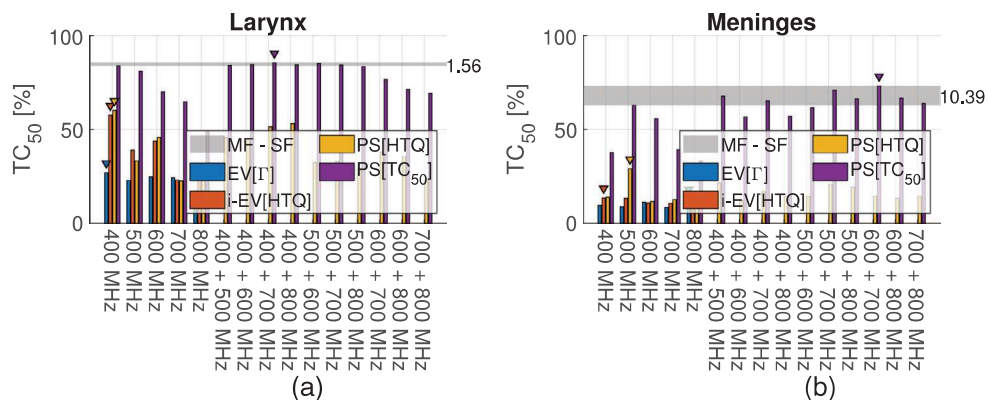 Larynx
TC50 [%]
100
50
0
1.56
MF - SF
EV[Γ]
i-EV[HTQ]
PS[HTQ]
PS[TC50]
400 MHz
500 MHz
600 MHz
700 MHz
800 MHz
400 + 500 MHz
400 + 600 MHz
400 + 700 MHz
400 + 800 MHz
500 + 600 MHz
500 + 700 MHz
500 + 800 MHz
600 + 700 MHz
600 + 800 MHz
700 + 800 MHz
(a)
Meninges
TC50 [%]
100
50
0
10.39
MF - SF
EV[Γ]
i-EV[HTQ]
PS[HTQ]
PS[TC50]
400 MHz
500 MHz
600 MHz
700 MHz
800 MHz
400 + 500 MHz
400 + 600 MHz
400 + 700 MHz
400 + 800 MHz
500 + 600 MHz
500 + 700 MHz
500 + 800 MHz
600 + 700 MHz
600 + 800 MHz
700 + 800 MHz
(b)